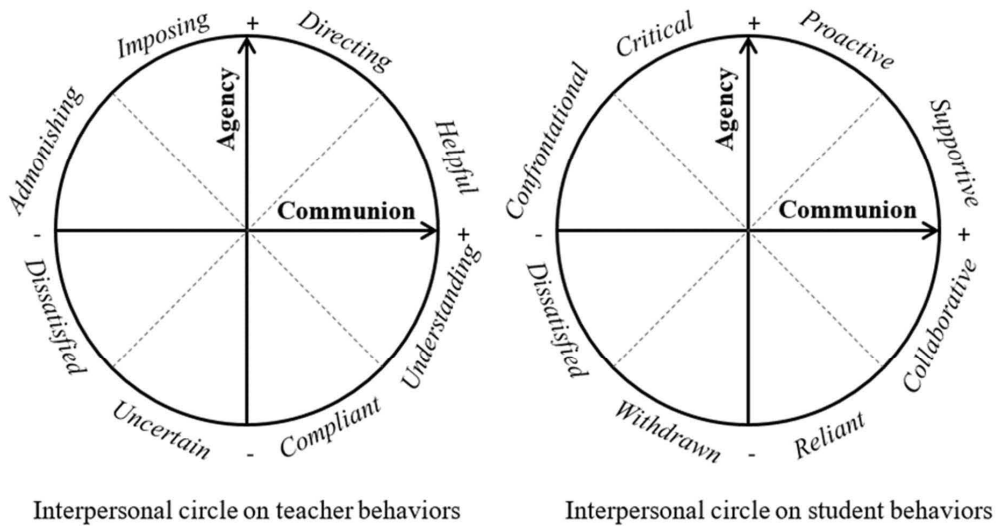 Imposing
+
Directing
Admonishing
Agency
Helpful
Communion
-
+
Dissatisfied
Understanding
Uncertain
-
Compliant
Interpersonal circle on teacher behaviors
Critical
+
Proactive
Confrontational
Agency
Supportive
Communion
-
+
Dissatisfied
Collaborative
Withdrawn
-
Reliant
Interpersonal circle on student behaviors